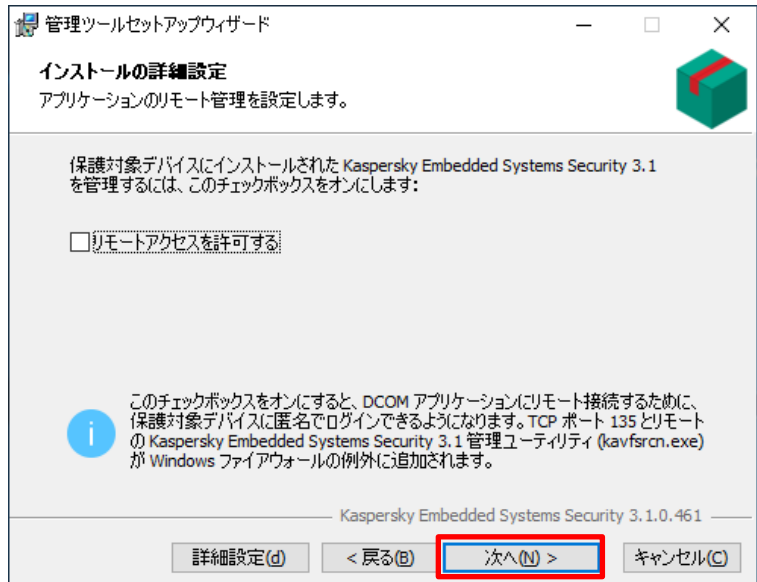 管理ツールセットアップウィザード
インストールの詳細設定
アプリケーションのリモート管理を設定します。
保護対象デバイスにインストールされた Kaspersky Embedded Systems Security 3.1
を管理するには、このチェックボックスをオンにします:
リモートアクセスを許可する
このチェックボックスをオンにすると、DCOM アプリケーションにリモート接続するために、
保護対象デバイスに匿名でログインできるようになります。TCP ポート 135 とリモート
の Kaspersky Embedded Systems Security 3.1 管理ユーティリティ (kavfsrcn.exe)
が Windows ファイアウォールの例外に追加されます。
Kaspersky Embedded Systems Security 3.1.0.461
詳細設定(d) < 戻る(B) 次へ(N) > キャンセル(C)